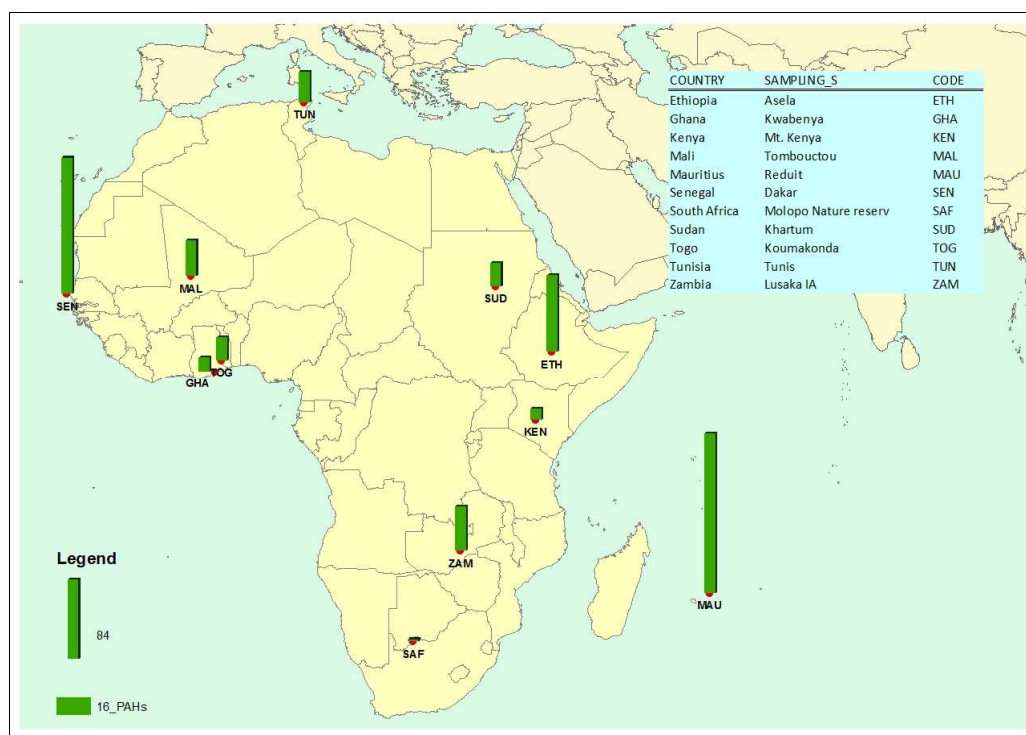 COUNTRY SAMPLING_S CODE
Ethiopia Asela ETH
Ghana Kwabenya GHA
Kenya Mt. Kenya KEN
Mali Tombouctou MAL
Mauritius Reduit MAU
Senegal Dakar SEN
South Africa Molopo Nature reserv SAF
Sudan Khartum SUD
Togo Koumakonda TOG
Tunisia Tunis TUN
Zambia Lusaka IA ZAM
TUN
MAL
SEN
SUD
ETH
TOG
GHA
KEN
ZAM
MAU
SAF
Legend
84
16_PAHs